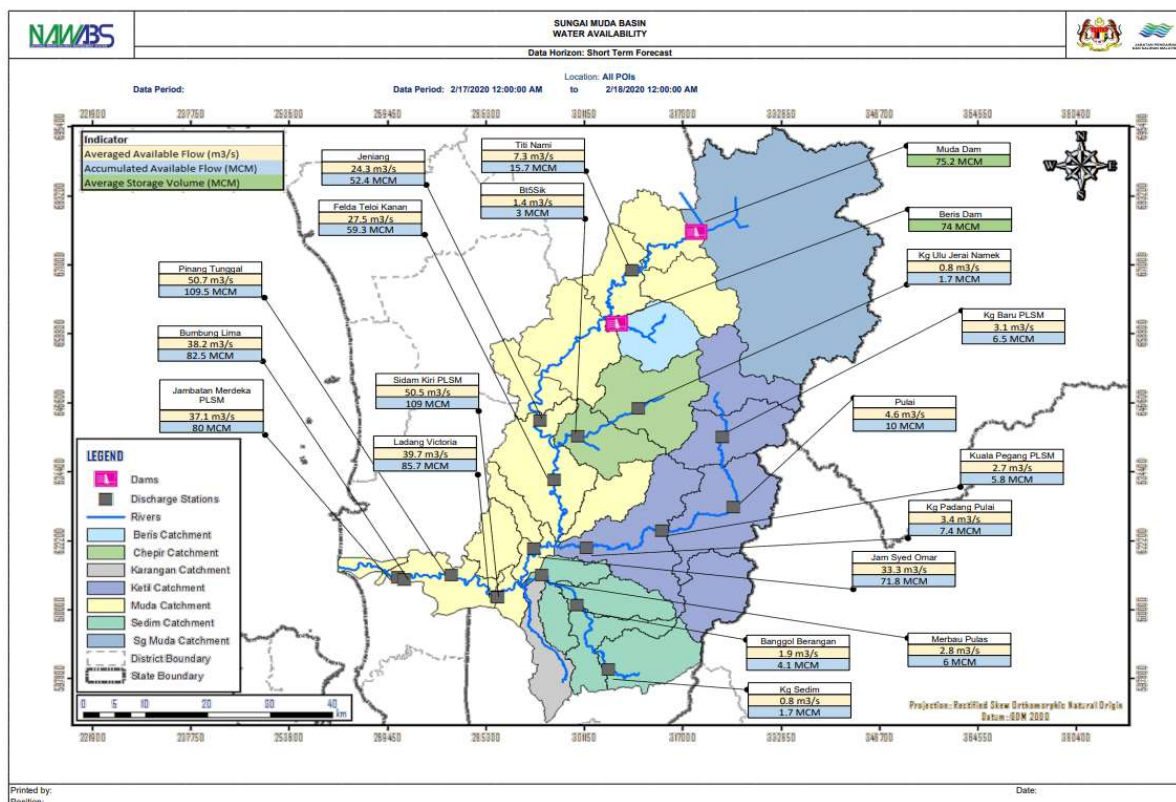 NAWABS
SUNGAI MUDA BASIN
WATER AVAILABILITY
Data Horizon: Short Term Forecast
Location: All POIs
Data Period:
Data Period: 2/17/2020 12:00:00 AM to 2/18/2020 12:00:00 AM
221900 237750 253600 269450 285300 301150 317000 332850 348700 364550 380400
Indicator
Averaged Available Flow (m3/s)
Accumulated Available Flow (MCM)
Average Storage Volume (MCM)
Jeniang
24.3 m3/s
52.4 MCM
Titi Nami
7.3 m3/s
15.7 MCM
Muda Dam
75.2 MCM
N
W E
S
Felda Teloi Kanan
27.5 m3/s
59.3 MCM
Bt5Sik
1.4 m3/s
3 MCM
Beris Dam
74 MCM
Kg Ulu Jerai Namek
0.8 m3/s
1.7 MCM
Pinang Tunggal
50.7 m3/s
109.5 MCM
Kg Baru PLSM
3.1 m3/s
6.5 MCM
Bumbung Lima
38.2 m3/s
82.5 MCM
Jambatan Merdeka
PLSM
37.1 m3/s
80 MCM
Sidam Kiri PLSM
50.5 m3/s
109 MCM
Pulai
4.6 m3/s
10 MCM
Ladang Victoria
39.7 m3/s
85.7 MCM
Kuala Pegang PLSM
2.7 m3/s
5.8 MCM
Kg Padang Pulai
3.4 m3/s
7.4 MCM
Jam Syed Omar
33.3 m3/s
71.8 MCM
Merbau Pulas
2.8 m3/s
6 MCM
Banggol Berangan
1.9 m3/s
4.1 MCM
Kg Sedim
0.8 m3/s
1.7 MCM
LEGEND
Dams
Discharge Stations
Rivers
Beris Catchment
Chepir Catchment
Karangan Catchment
Ketil Catchment
Muda Catchment
Sedim Catchment
Sg Muda Catchment
District Boundary
State Boundary
0 5 10 20 30 40
km
Projection: Rectified Skew Orthomorphic Natural Origin
Datum: GDM 2000
Printed by:
Date:
Position: